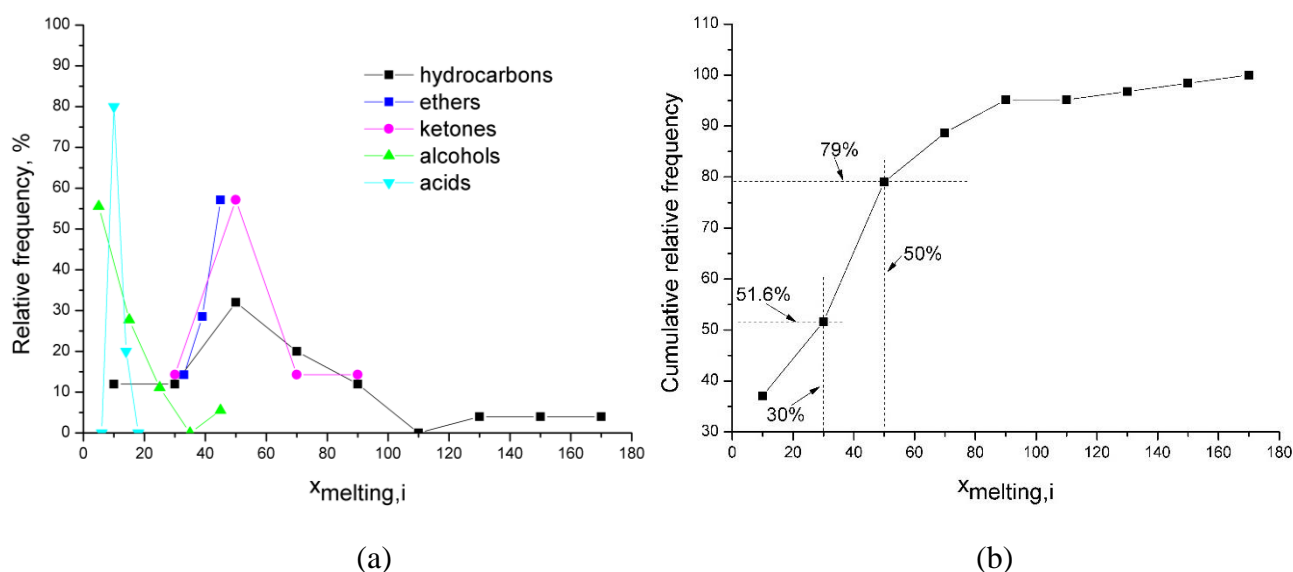 100
90
80
70
60
50
40
30
20
10
0
Relative frequency, %
hydrocarbons
ethers
ketones
alcohols
acids
0 20 40 60 80 100 120 140 160 180
xmelting,i
(a)
110
100
90
80
70
60
50
40
30
Cumulative relative frequency
79%
50%
51.6%
30%
0 20 40 60 80 100 120 140 160 180
xmelting,i
(b)